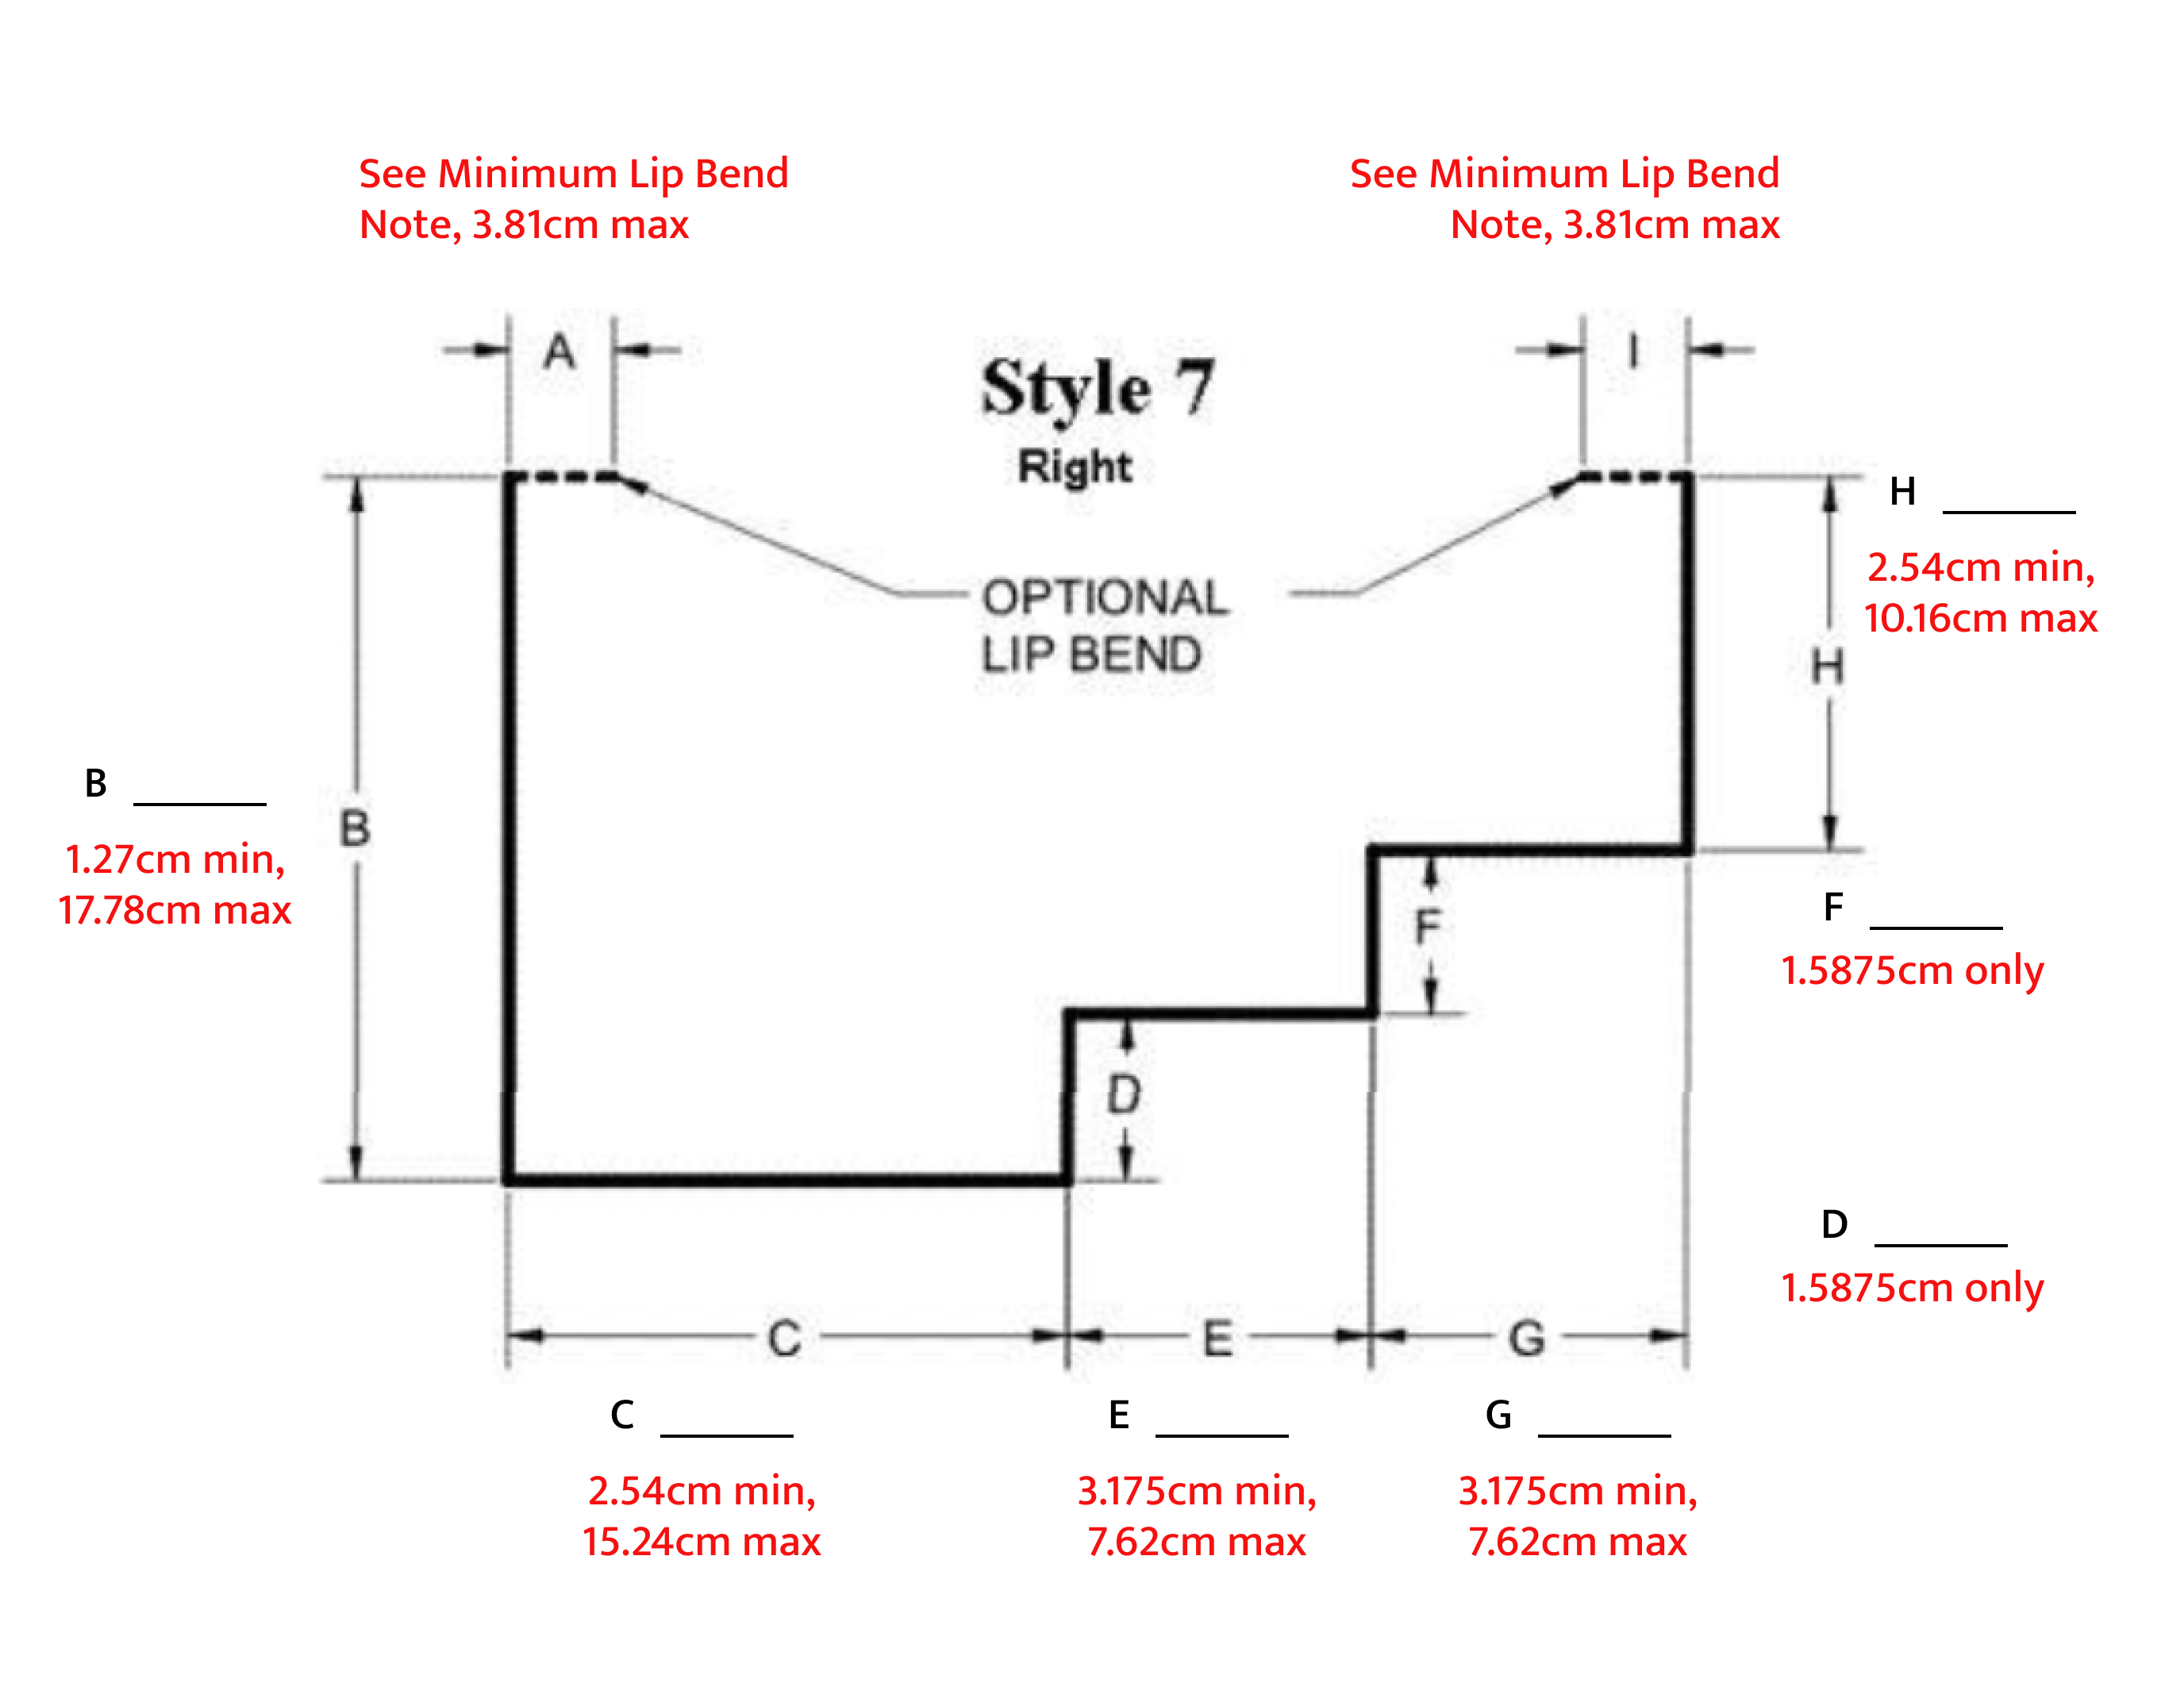 See Minimum Lip Bend
Note, 3.81cm max
See Minimum Lip Bend
Note, 3.81cm max
A
I
Style 7
Right
H ______
2.54cm min,
10.16cm max
OPTIONAL
LIP BEND
H
B ______
1.27cm min,
17.78cm max
B
F
F ______
1.5875cm only
D
D ______
1.5875cm only
C
E
G
C ______
2.54cm min,
15.24cm max
E ______
3.175cm min,
7.62cm max
G ______
3.175cm min,
7.62cm max